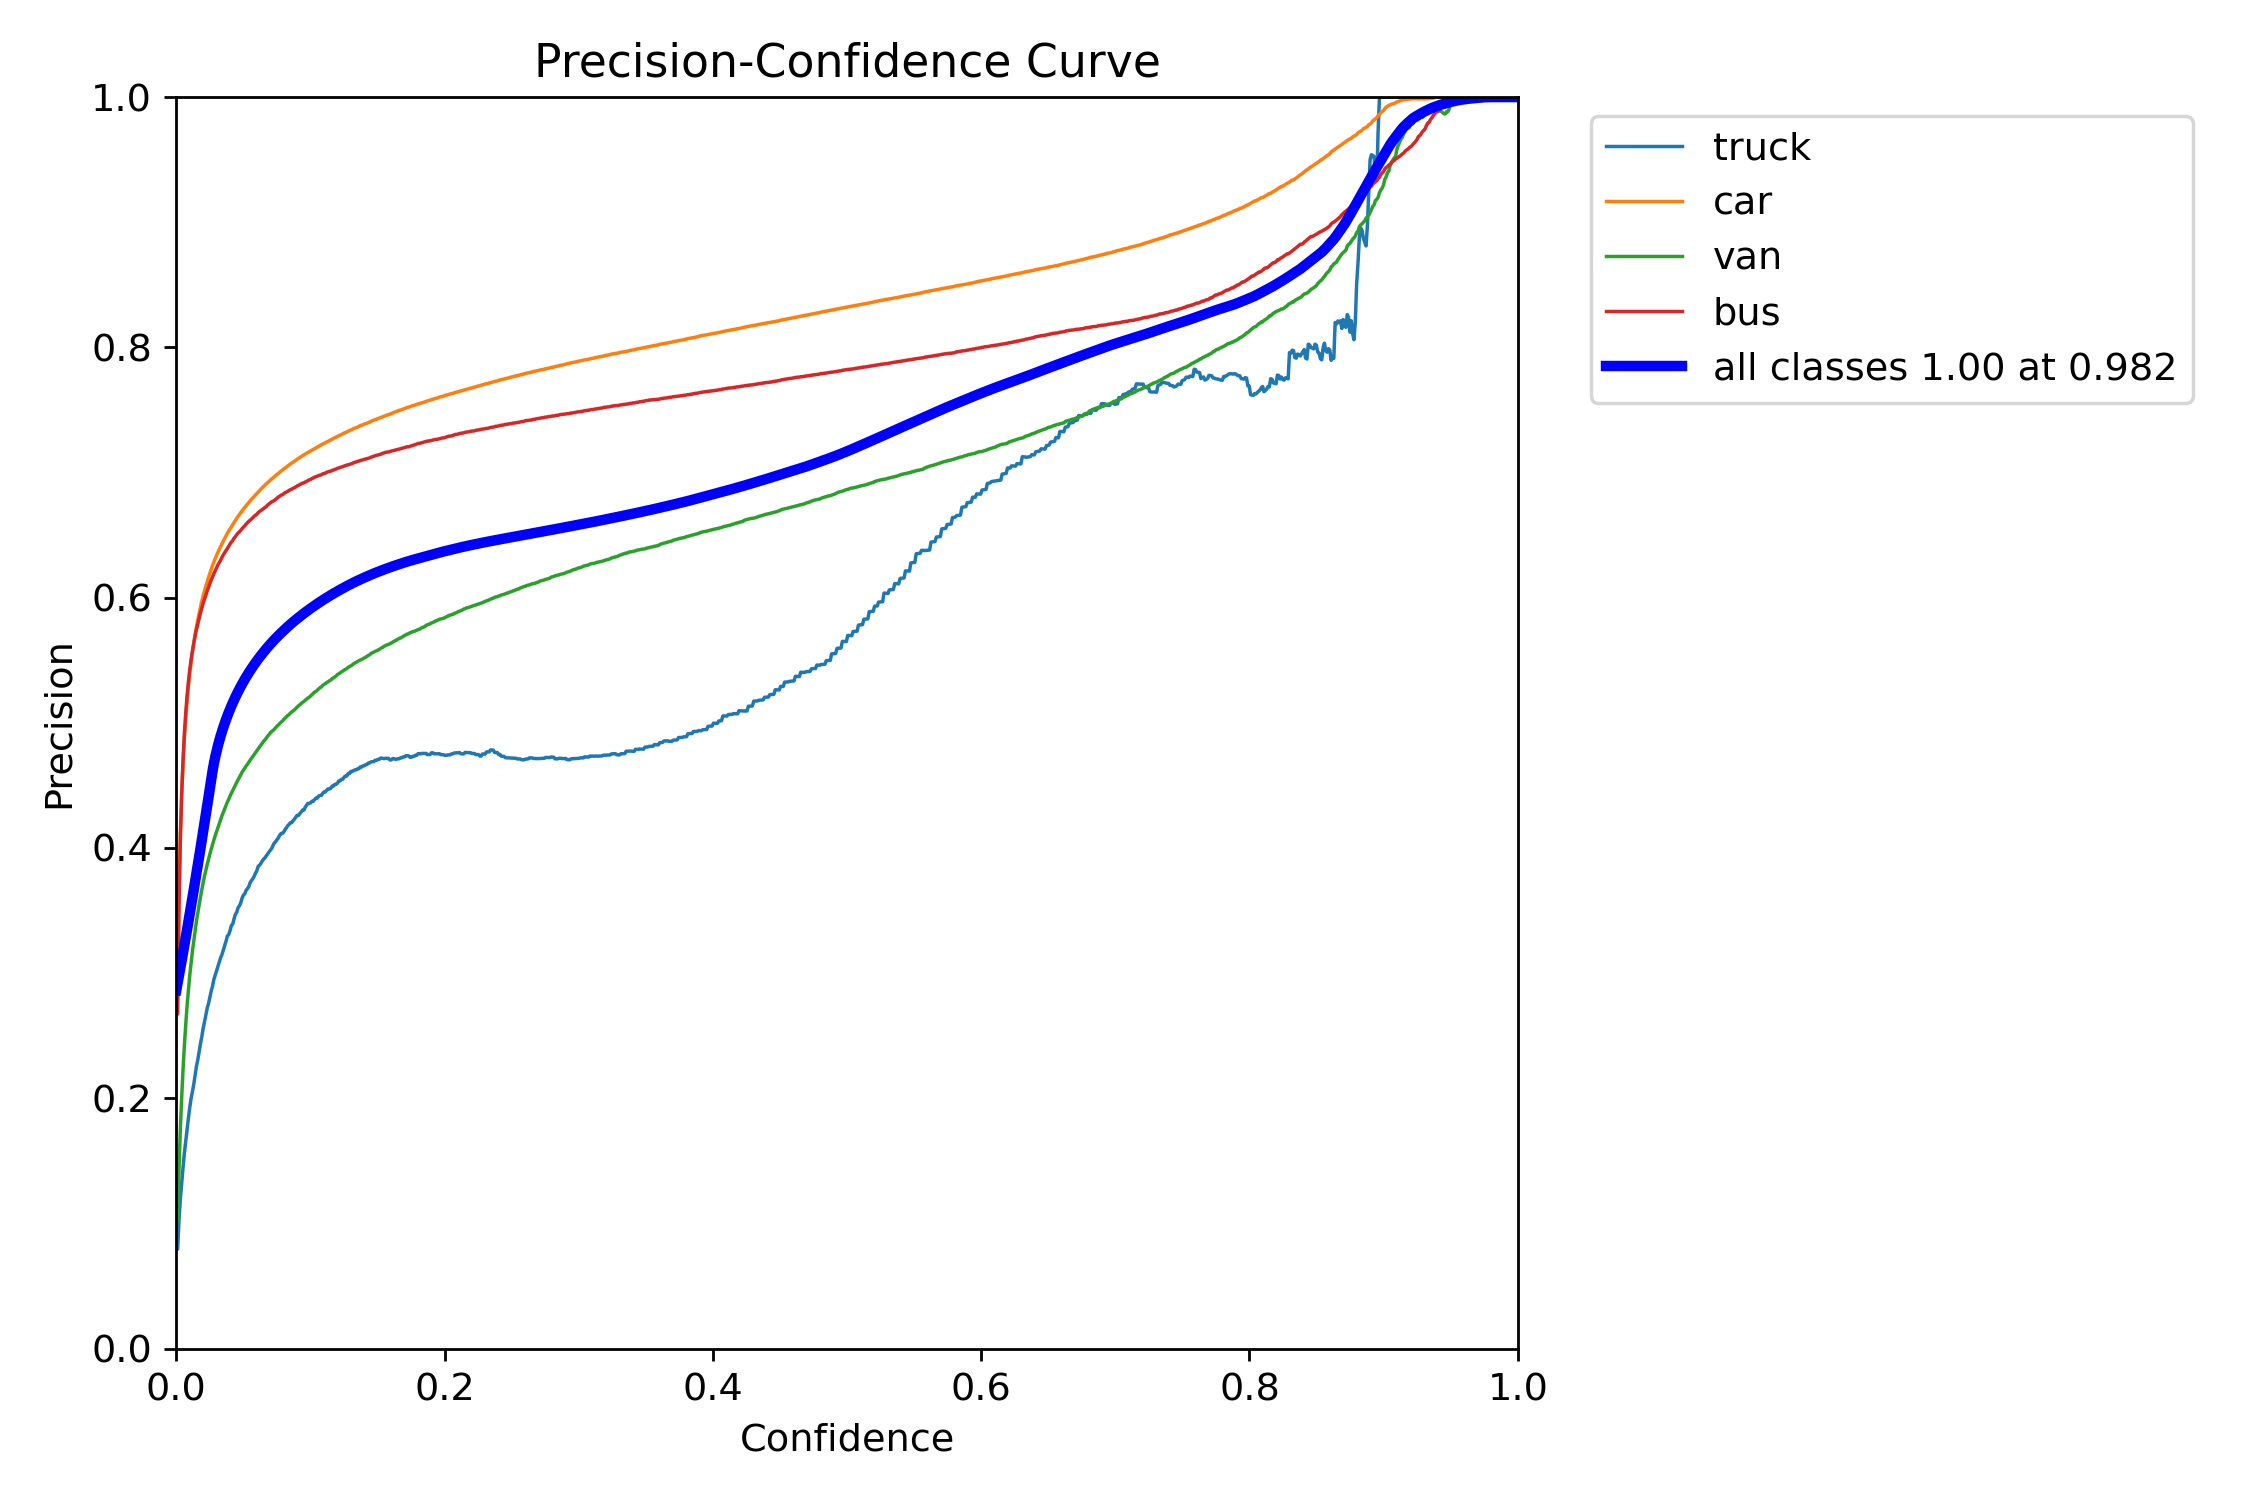 Precision-Confidence Curve
1.0
0.8
0.6
0.4
0.2
0.0
Precision
0.0 0.2 0.4 0.6 0.8 1.0
Confidence
truck
car
van
bus
all classes 1.00 at 0.982